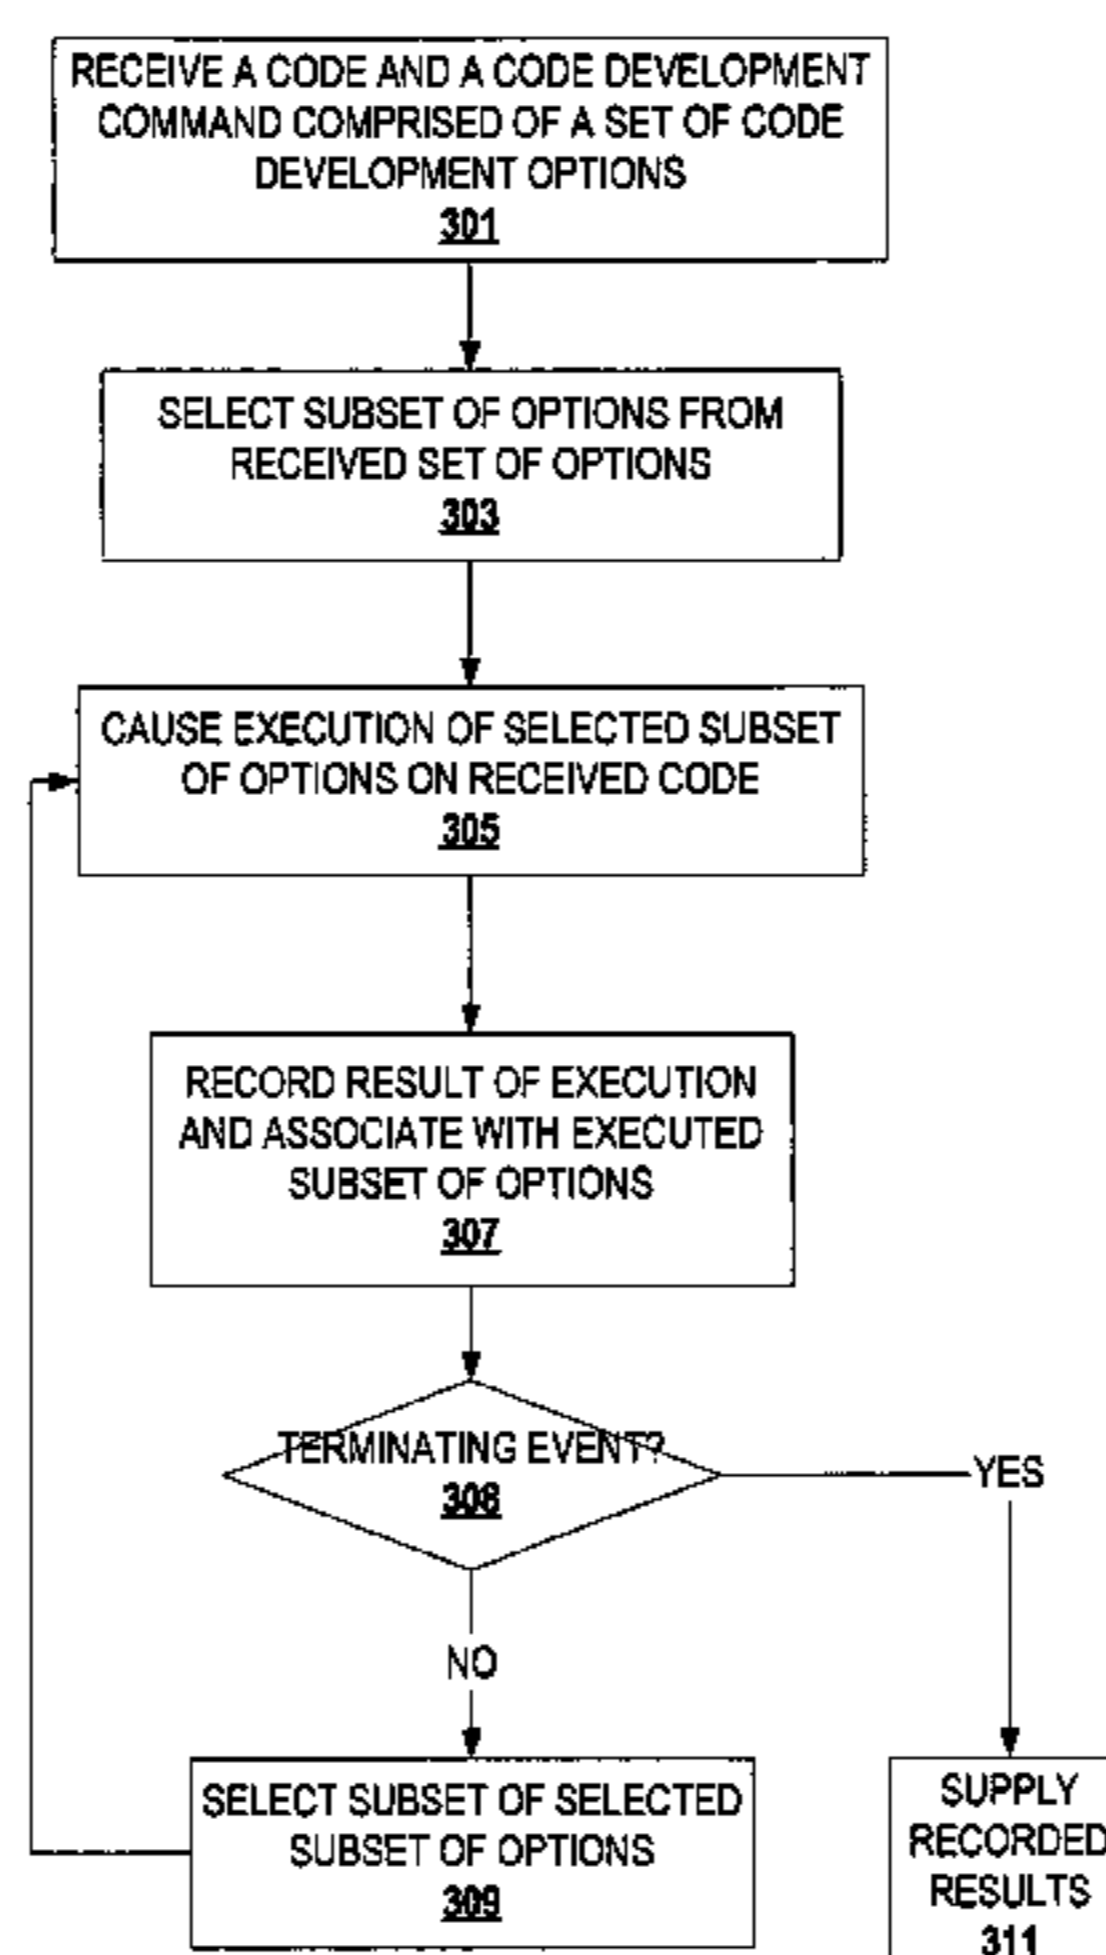 RECEIVE A CODE AND A CODE DEVELOPMENT
COMMAND COMPRISED OF A SET OF CODE
DEVELOPMENT OPTIONS
301
SELECT SUBSET OF OPTIONS FROM
RECEIVED SET OF OPTIONS
303
CAUSE EXECUTION OF SELECTED SUBSET
OF OPTIONS ON RECEIVED CODE
305
RECORD RESULT OF EXECUTION
AND ASSOCIATE WITH EXECUTED
SUBSET OF OPTIONS
307
TERMINATING EVENT?
308
YES
NO
SELECT SUBSET OF SELECTED
SUBSET OF OPTIONS
309
SUPPLY
RECORDED
RESULTS
311